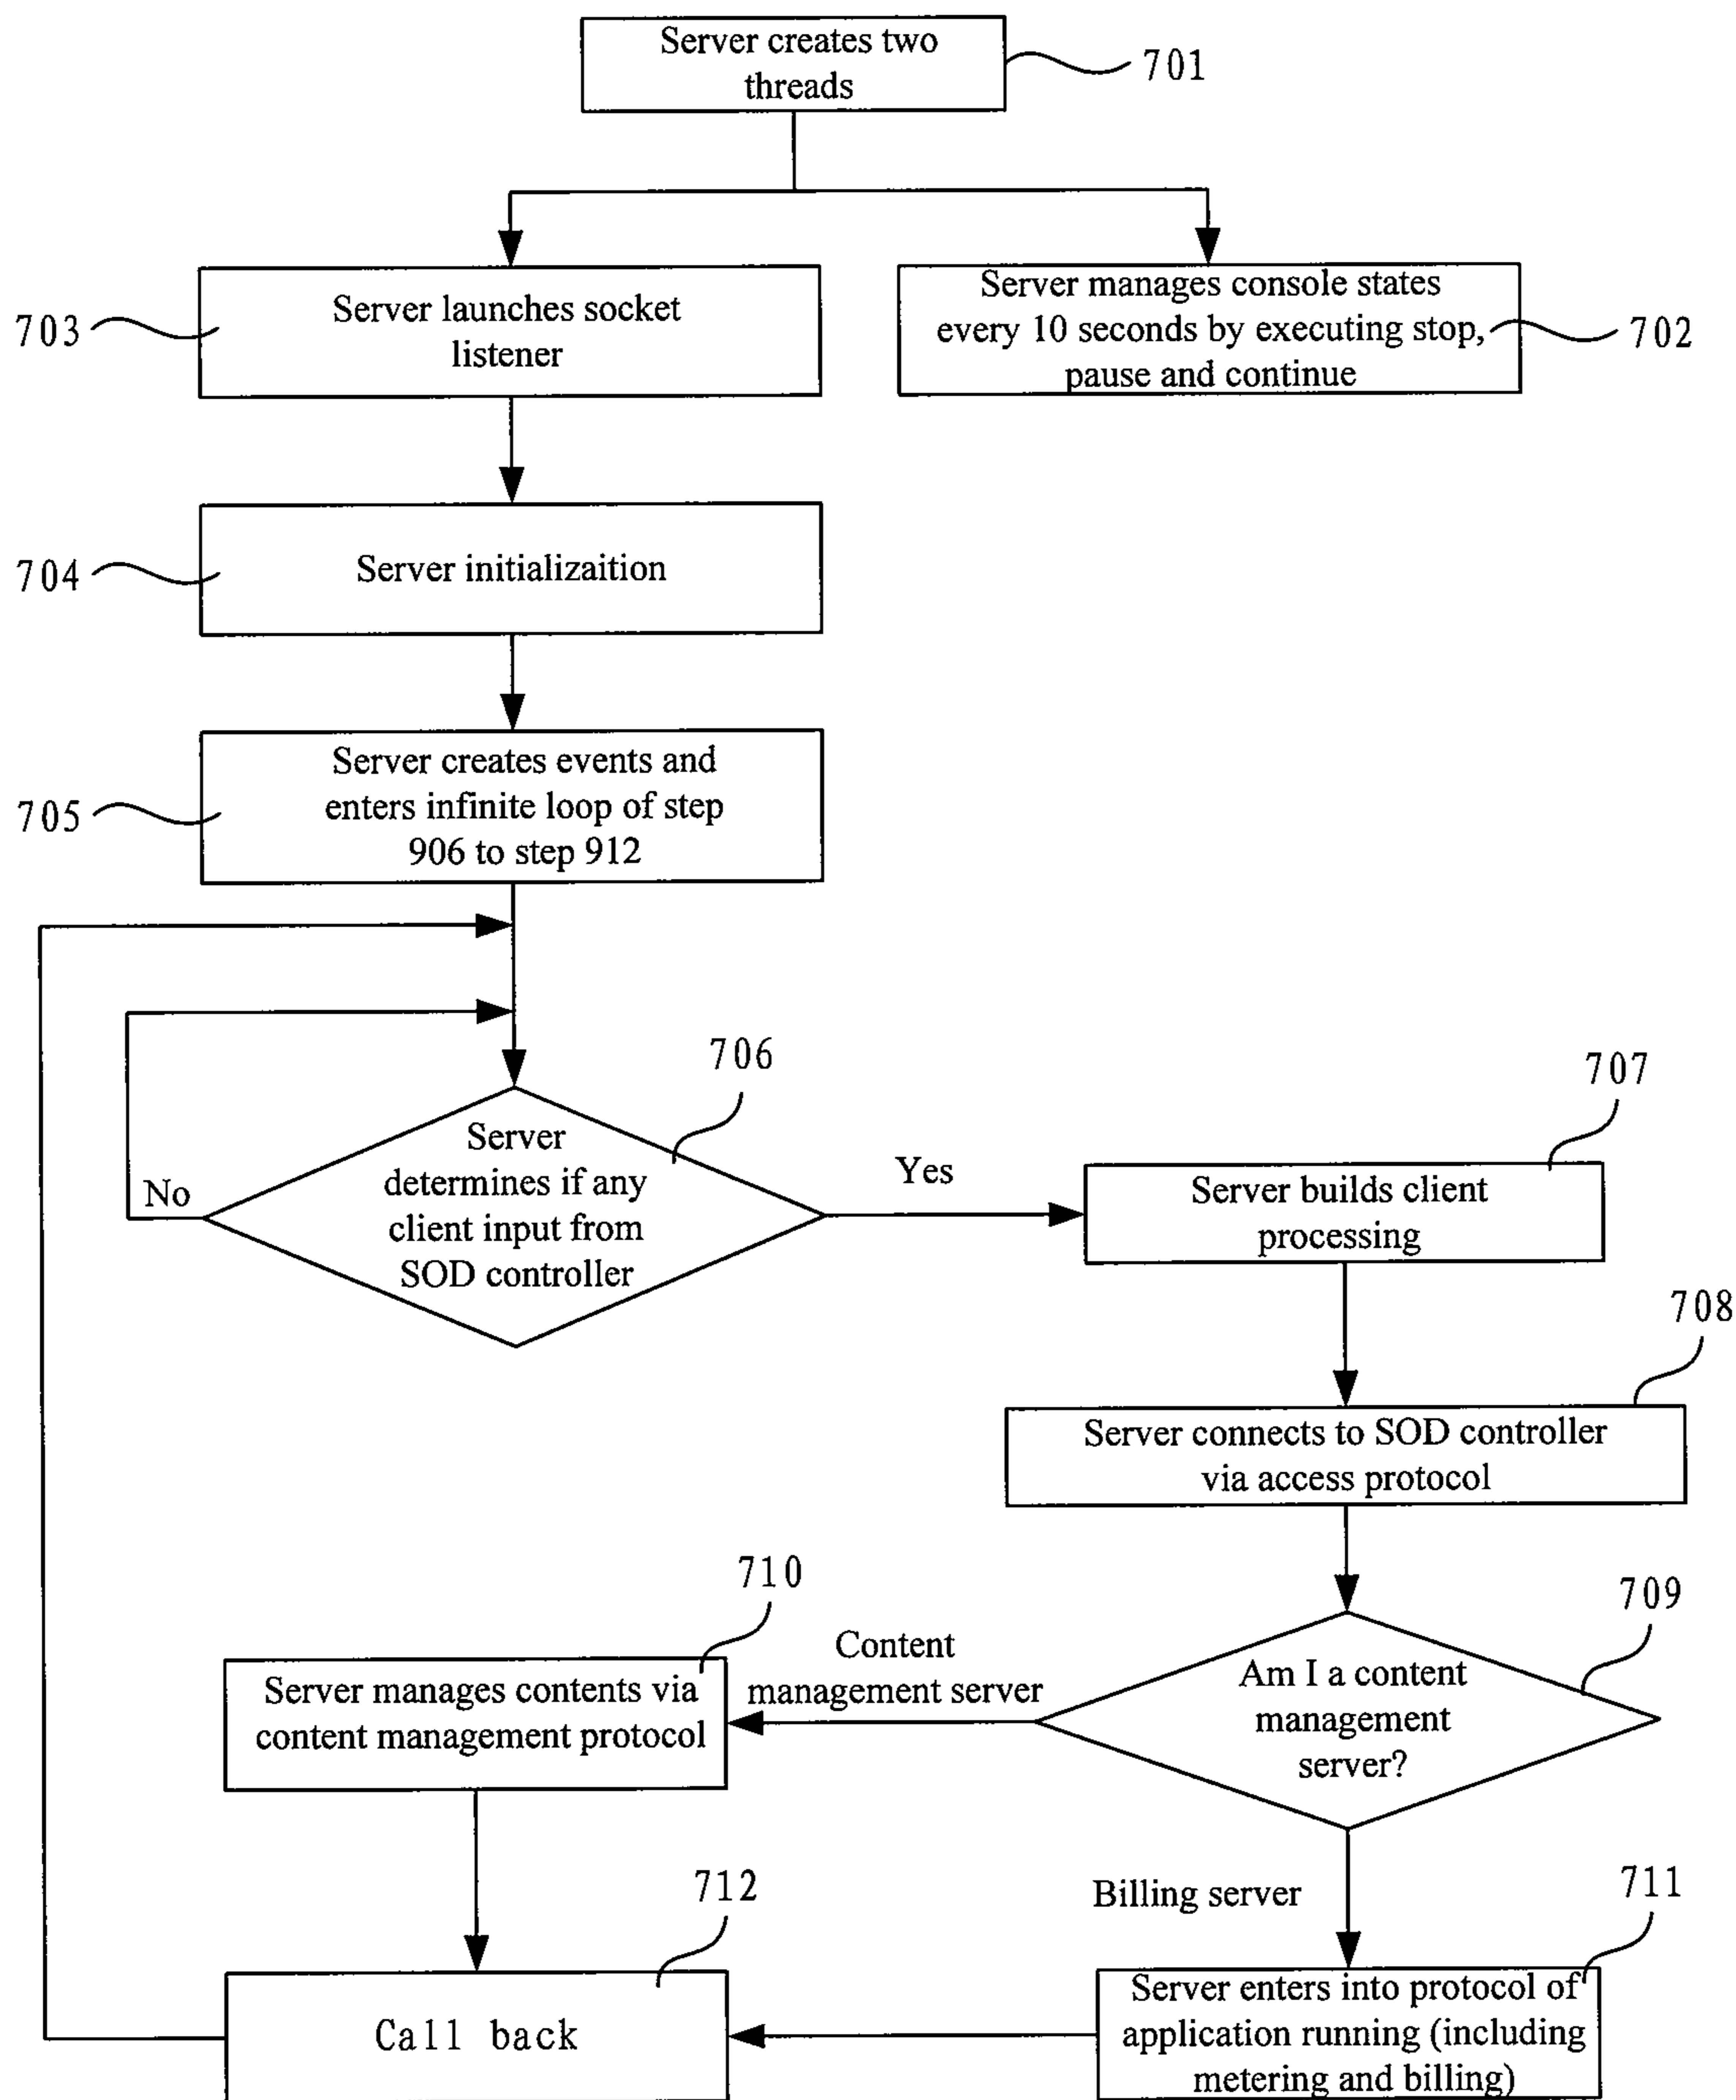 Server creates two
threads
701
703
Server launches socket
listener
Server manages console states
every 10 seconds by executing stop,
pause and continue
702
704
Server initializaition
705
Server creates events and
enters infinite loop of step
906 to step 912
706
Server
determines if any
client input from
SOD controller
No
Yes
707
Server builds client
processing
708
Server connects to SOD controller
via access protocol
709
Am I a content
management
server?
Content
management server
710
Server manages contents via
content management protocol
Billing server
711
Server enters into protocol of
application running (including
metering and billing)
712
Call back